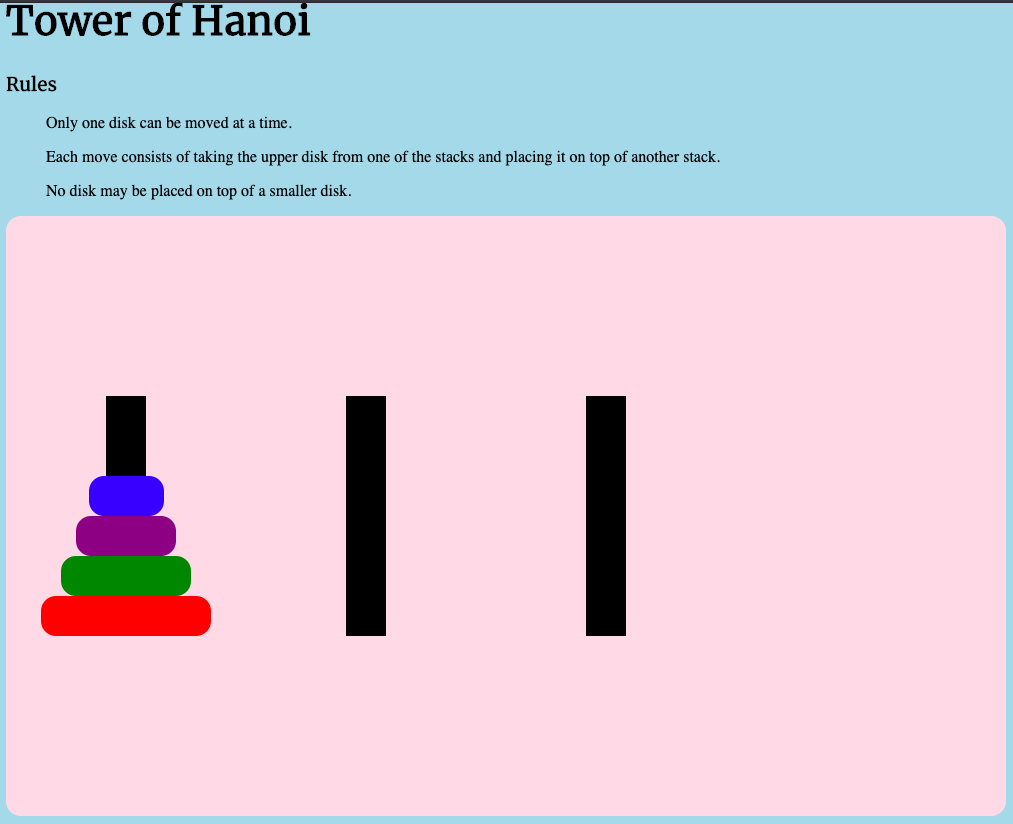 Tower of Hanoi
Rules
Only one disk can be moved at a time.
Each move consists of taking the upper disk from one of the stacks and placing it on top of another stack.
No disk may be placed on top of a smaller disk.